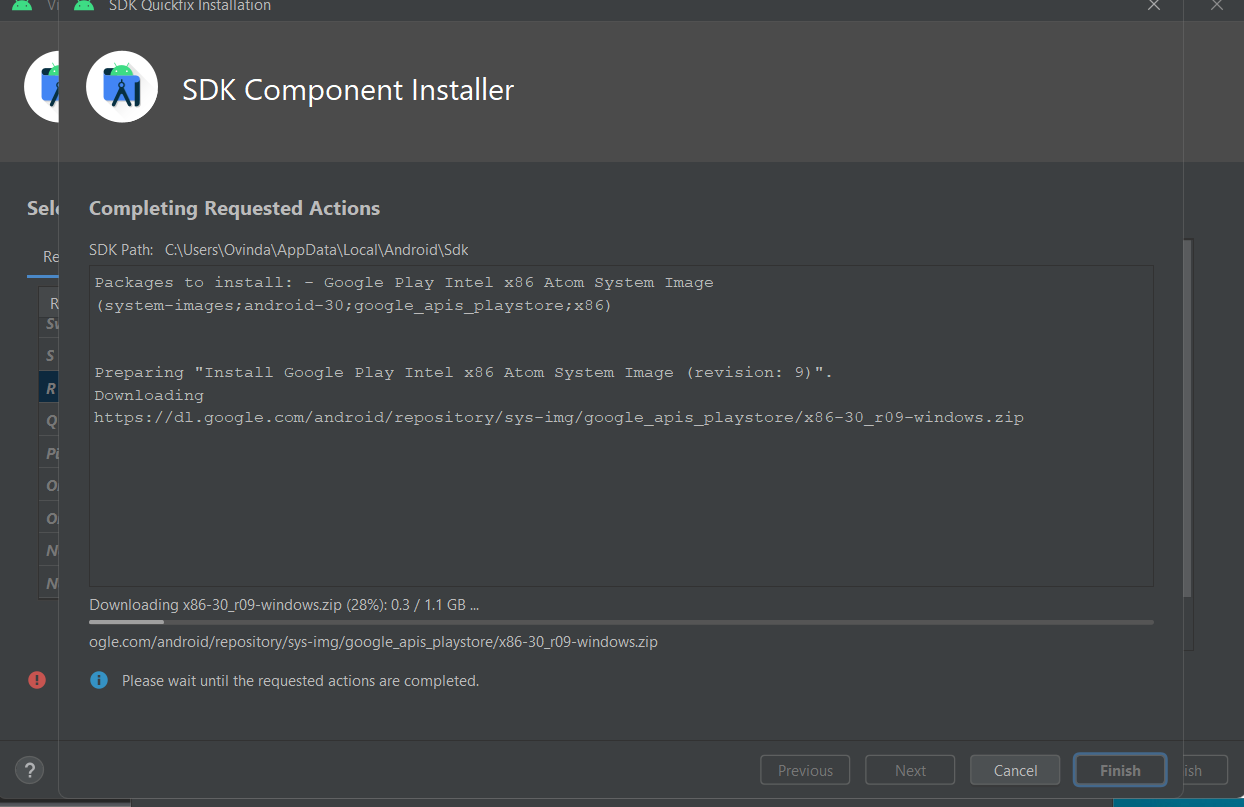 SDK Quickfix Installation
SDK Component Installer
Sele
Completing Requested Actions
Re
SDK Path: C:\Users\Ovinda\AppData\Local\Android\Sdk
Packages to install: - Google Play Intel x86 Atom System Image
(system-images;android-30;google_apis_playstore;x86)
R
S
R
Q
Preparing "Install Google Play Intel x86 Atom System Image (revision: 9)".
Downloading
https://dl.google.com/android/repository/sys-img/google_apis_playstore/x86-30_r09-windows.zip
N
N
Downloading x86-30_r09-windows.zip (28%): 0.3 / 1.1 GB ...
ogle.com/android/repository/sys-img/google_apis_playstore/x86-30_r09-windows.zip
Please wait until the requested actions are completed.
?
Previous
Next
Cancel
Finish
ish